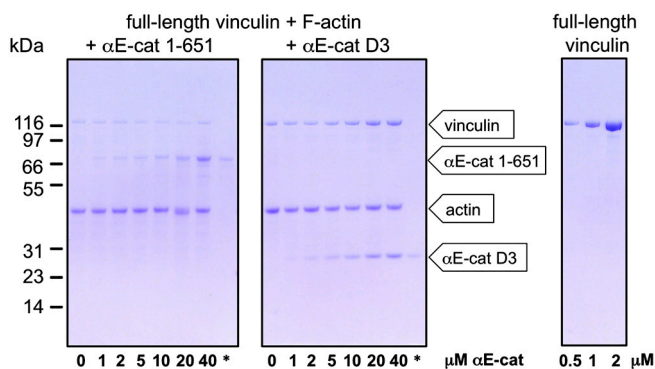 full-length vinculin + F-actin
full-length
vinculin
kDa
+ αE-cat 1-651
+ αE-cat D3
116
97
66
55
31
23
14
vinculin
αE-cat 1-651
actin
αE-cat D3
0 1 2 5 10 20 40 *
0 1 2 5 10 20 40 *
μM αE-cat
0.5 1 2 μM